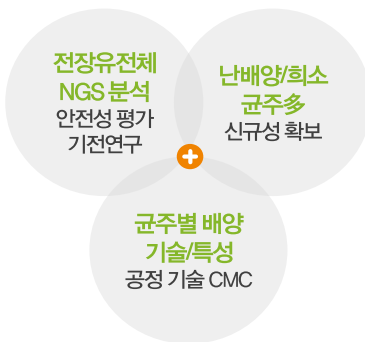 전장유전체
NGS 분석
안전성 평가
기전연구
난배양/희소
균주多
신규성 확보
균주별 배양
기술/특성
공정 기술 CMC